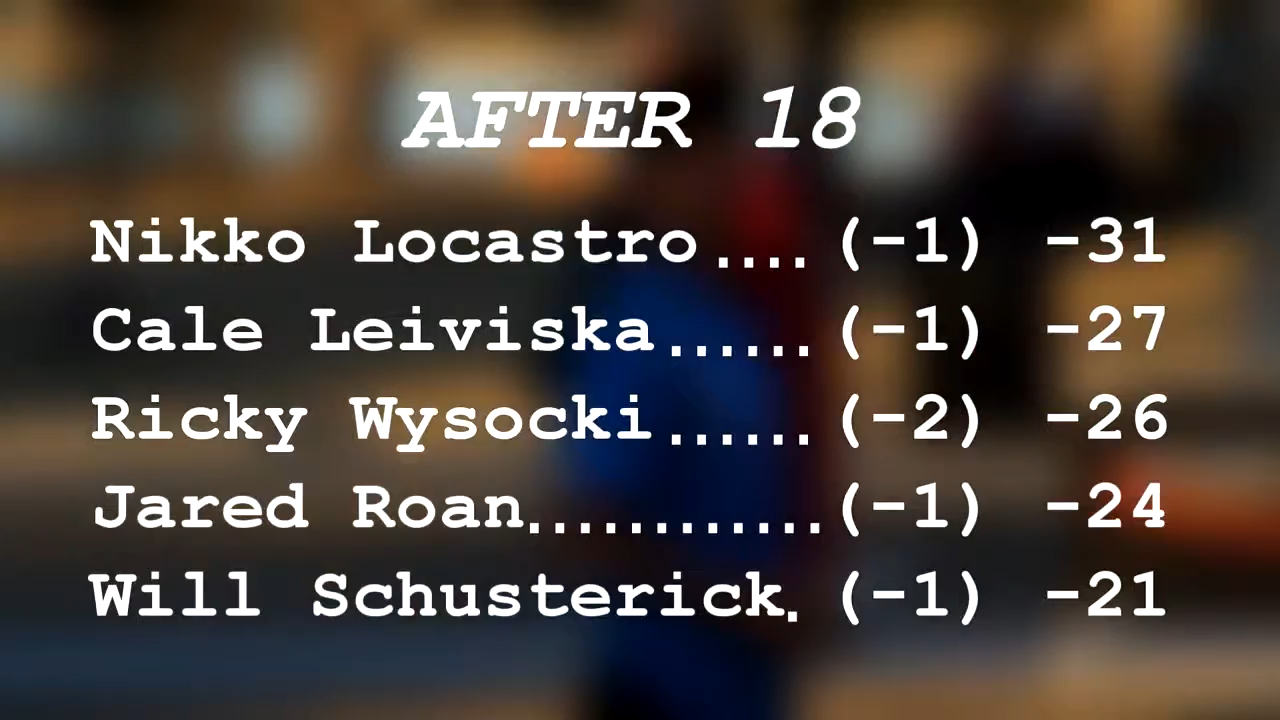 AFTER 18
Nikko Locastro.... (-1) -31
Cale Leiviska...... (-1) -27
Ricky Wysocki...... (-2) -26
Jared Roan............(-1) -24
Will Schusterick. (-1) -21